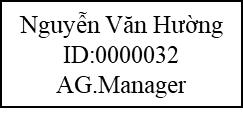 Nguyễn Văn Hường
ID:0000032
AG.Manager